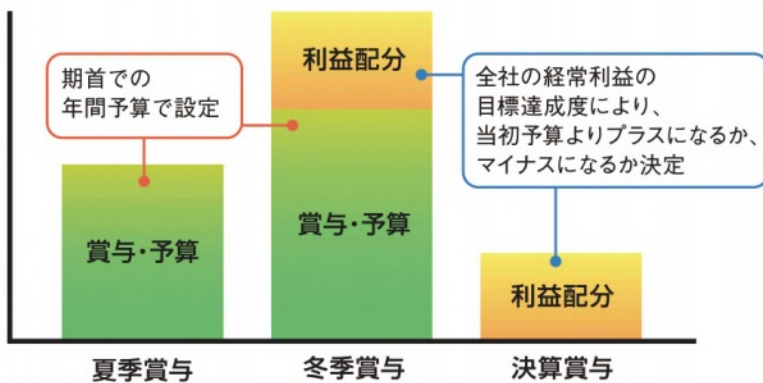 利益配分
期首での
年間予算で設定
全社の経常利益の
目標達成度により、
当初予算よりプラスになるか、
マイナスになるか決定
賞与・予算
賞与・予算
利益配分
夏季賞与
冬季賞与
決算賞与